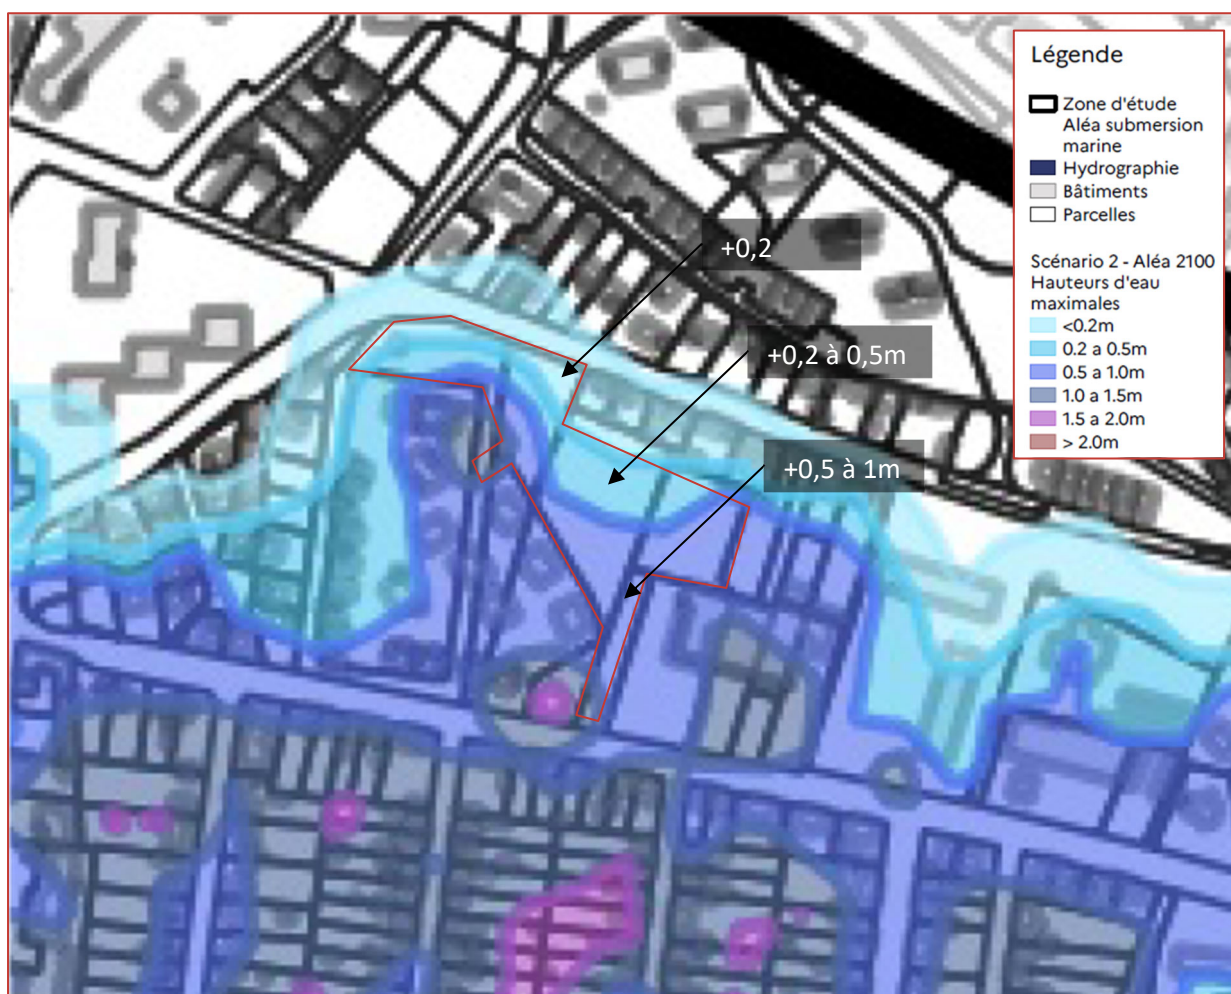 Légende
Zone d'étude
Aléa submersion
marine
Hydrographie
Bâtiments
Parcelles
Scénario 2 - Aléa 2100
Hauteurs d'eau
maximales
<0.2m
0.2 a 0.5m
0.5 a 1.0m
1.0 a 1.5m
1.5 a 2.0m
> 2.0m
+0,2
+0,2 à 0,5m
+0,5 à 1m